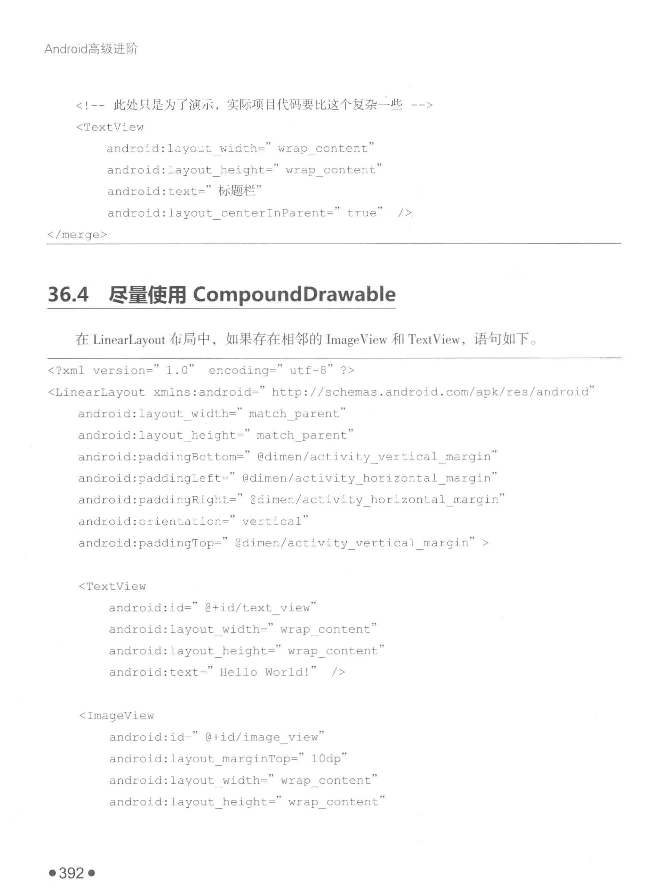 Android高级进阶
<!-- 此处只是为了演示，实际项目代码要比这个复杂一些 -->
<TextView
android:layout_width=”wrap_content”
android:layout_height=”wrap_content”
android:text=”标题栏”
android:layout_centerInParent=”true” />
</merge>
36.4 尽量使用 CompoundDrawable
在 LinearLayout 布局中，如果存在相邻的 ImageView 和 TextView，语句如下。
<?xml version=”1.0” encoding=”utf-8”?>
<LinearLayout xmlns:android=”http://schemas.android.com/apk/res/android”
android:layout_width=”match_parent”
android:layout_height=”match_parent”
android:paddingBottom=”@dimen/activity_vertical_margin”
android:paddingLeft=”@dimen/activity_horizontal_margin”
android:paddingRight=”@dimen/activity_horizontal_margin”
android:orientation=”vertical”
android:paddingTop=”@dimen/activity_vertical_margin” >
<TextView
android:id=”@+id/text_view”
android:layout_width=”wrap_content”
android:layout_height=”wrap_content”
android:text=”Hello World!” />
<ImageView
android:id=”@+id/image_view”
android:layout_marginTop=”10dp”
android:layout_width=”wrap_content”
android:layout_height=”wrap_content”
●392●